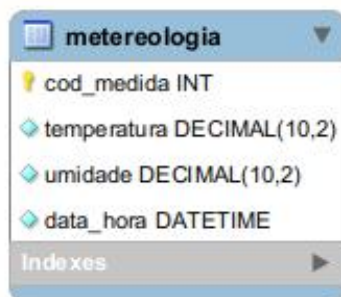 metereologia
cod_medida INT
temperatura DECIMAL(10,2)
umidade DECIMAL(10,2)
data_hora DATETIME
Indexes